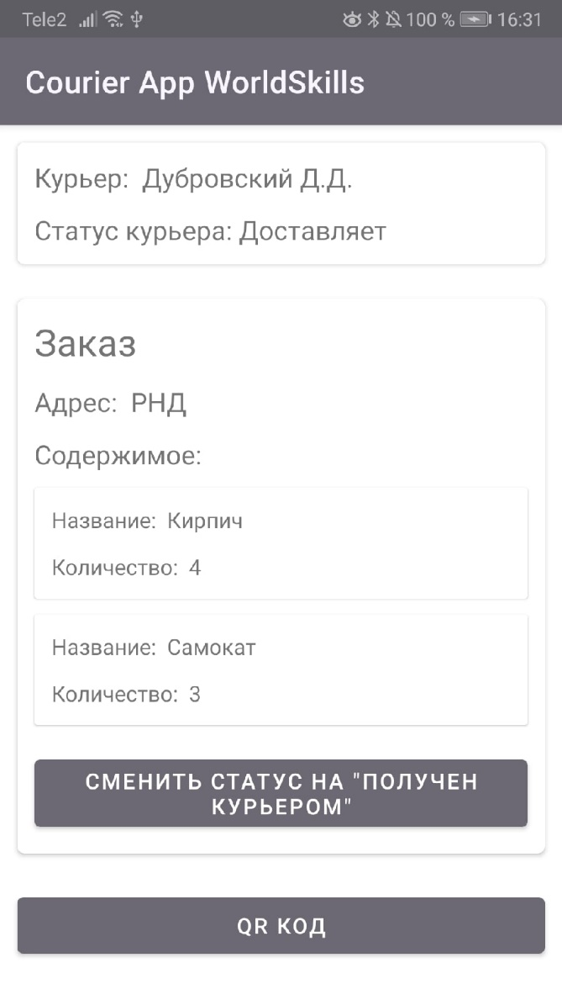 Tele2 100 % 16:31
Courier App WorldSkills
Курьер: Дубровский Д.Д.
Статус курьера: Доставляет
Заказ
Адрес: РНД
Содержимое:
Название: Кирпич
Количество: 4
Название: Самокат
Количество: 3
СМЕНИТЬ СТАТУС НА "ПОЛУЧЕН
КУРЬЕРОМ"
QR КОД